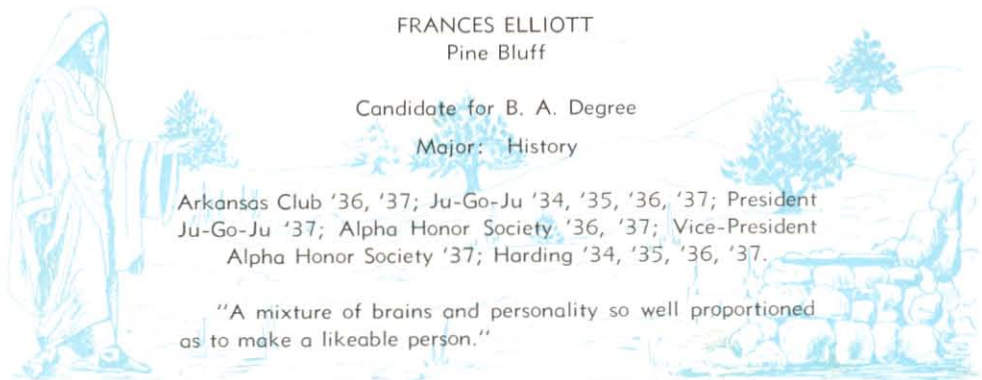 FRANCES ELLIOTT
Pine Bluff
Candidate for B. A. Degree
Major: History
Arkansas Club '36, '37; Ju-Go-Ju '34, '35, '36, '37; President
Ju-Go-Ju '37; Alpha Honor Society '36, '37; Vice-President
Alpha Honor Society '37; Harding '34, '35, '36, '37.
"A mixture of brains and personality so well proportioned
as to make a likeable person."